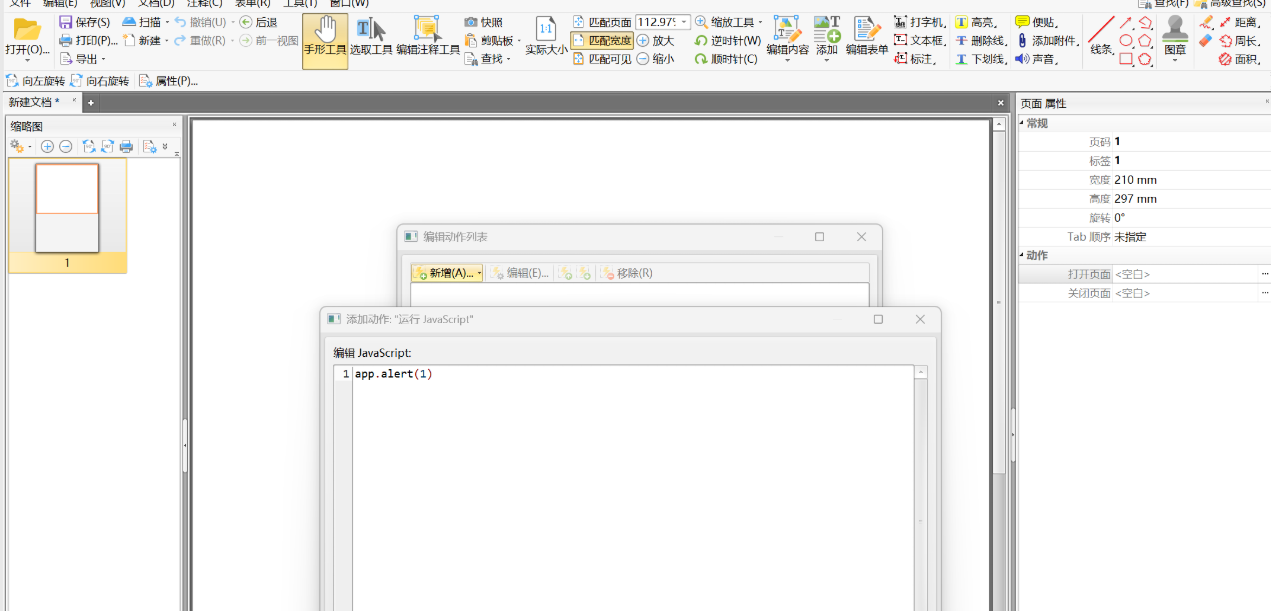 文件 编辑(E) 视图(V) 文档(D) 注释(C) 表单(R) 工具(T) 窗口(W) 查找(F) 高级查找(S)
打开(O)... 保存(S) 扫描 撤销(U) 后退 手形工具 选取工具 编辑注释工具 快照 实际大小 匹配页面 112.97% 缩放工具 编辑内容 添加 编辑表单 打字机 高亮 便贴 线条 图章 距离
打印(P)... 新建 重做(R) 前一视图 剪贴板 匹配宽度 放大 逆时针(W) 文本框 删除线 添加附件 周长
导出 查找 匹配可见 缩小 顺时针(C) 标注 下划线 声音 面积
向左旋转 向右旋转 属性(P)...
新建文档 *
缩略图
1
页面 属性
常规
页码 1
标签 1
宽度 210 mm
高度 297 mm
旋转 0°
Tab 顺序 未指定
动作
打开页面 <空白> ...
关闭页面 <空白> ...
编辑动作列表
新增(A)... 编辑(E)... 移除(R)
添加动作: "运行 JavaScript"
编辑 JavaScript:
1 app.alert(1)